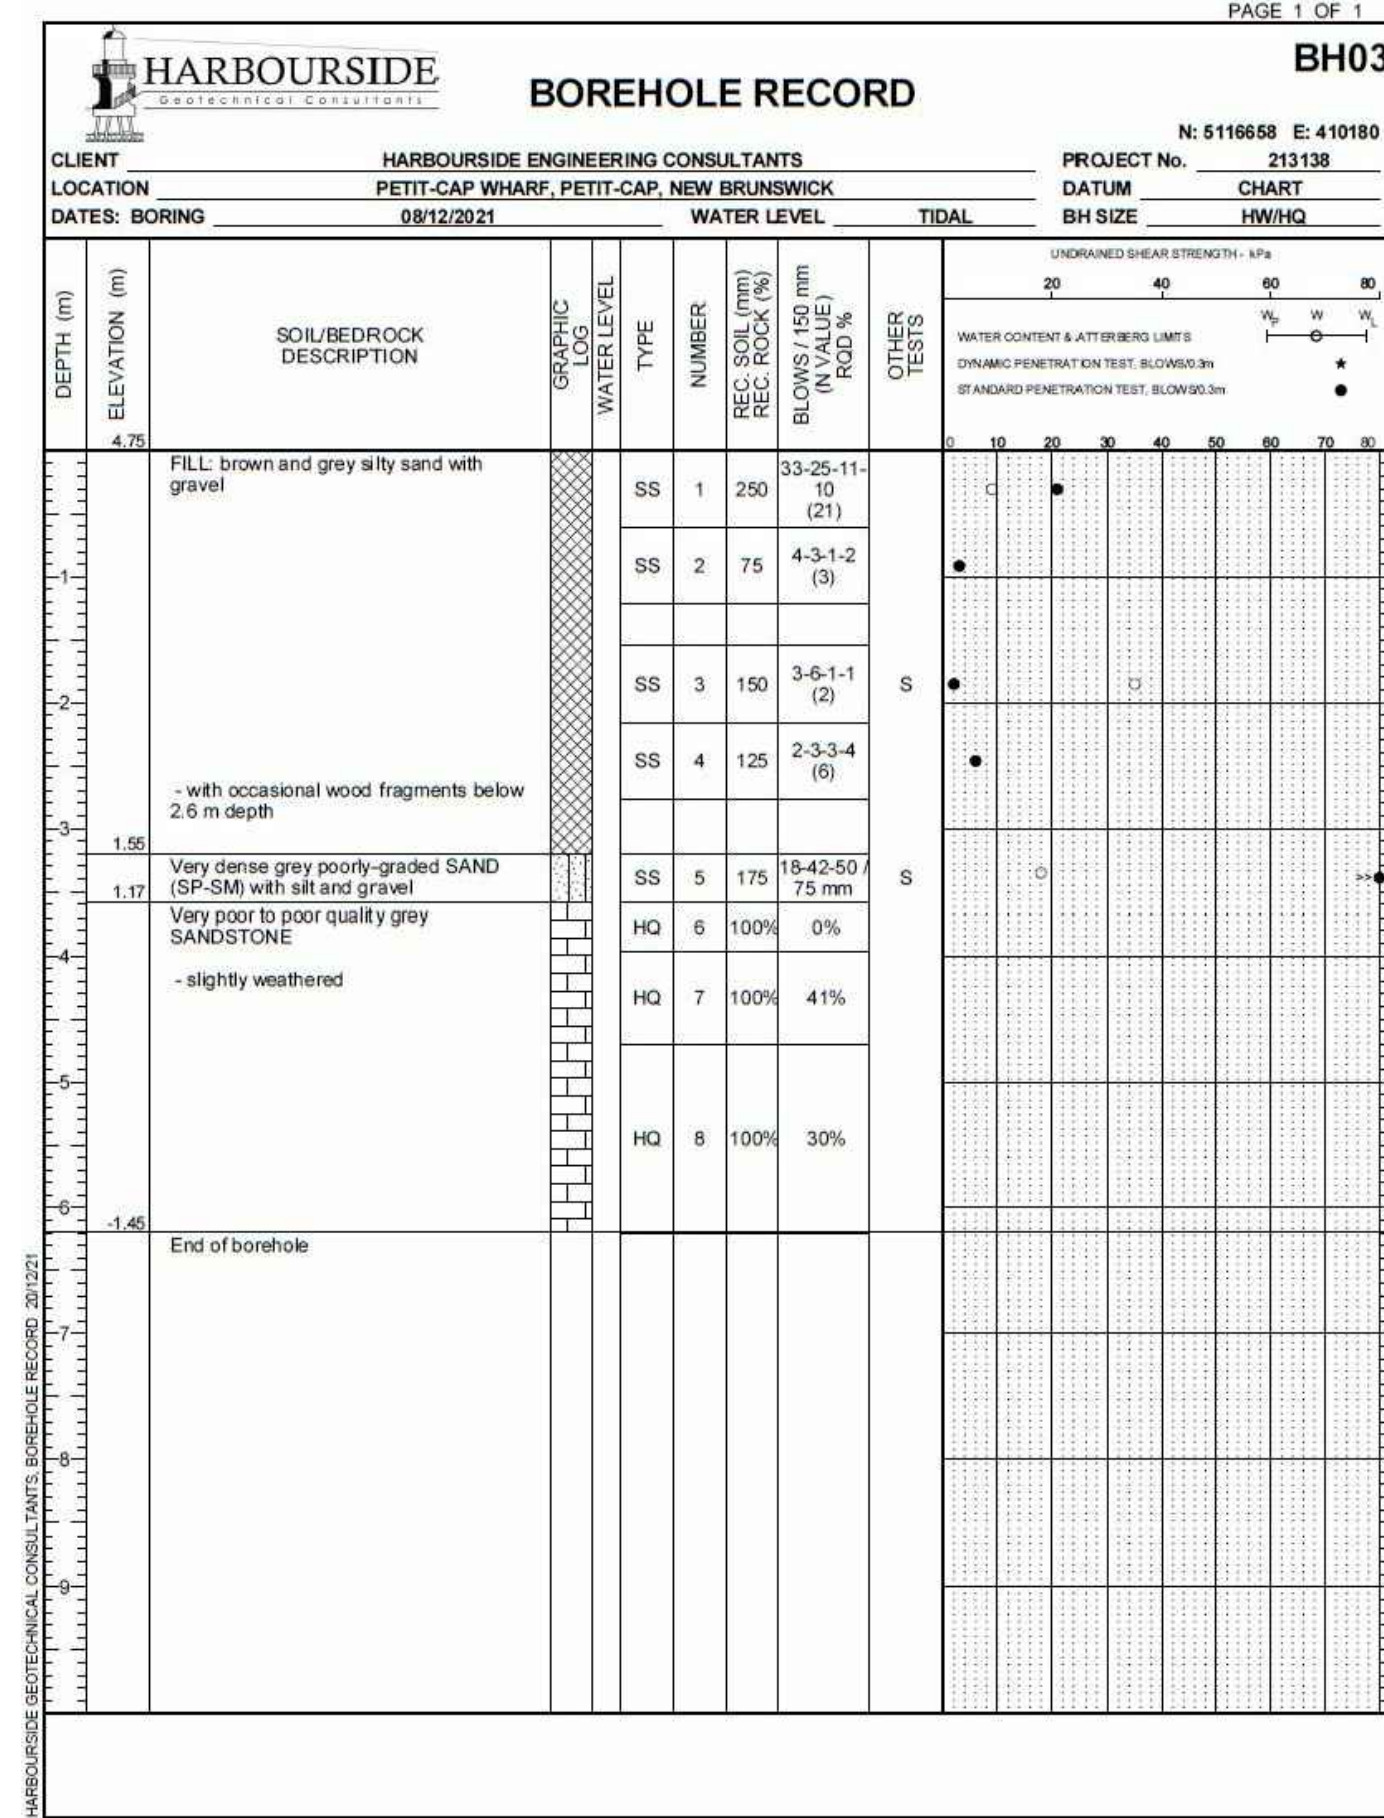 PAGE 1 OF 1
HARBOURSIDE
Geotechnical Consultants
BOREHOLE RECORD
BH03
N: 5116658 E: 410180
CLIENT HARBOURSIDE ENGINEERING CONSULTANTS PROJECT No. 213138
LOCATION PETIT-CAP WHARF, PETIT-CAP, NEW BRUNSWICK DATUM CHART
DATES: BORING 08/12/2021 WATER LEVEL TIDAL BH SIZE HW/HQ
DEPTH (m)
ELEVATION (m)
SOIL/BEDROCK
DESCRIPTION
GRAPHIC
LOG
WATER LEVEL
TYPE
NUMBER
REC. SOIL (mm)
REC. ROCK (%)
BLOWS / 150 mm
(N VALUE)
RQD %
OTHER
TESTS
UNDRAINED SHEAR STRENGTH - kPa
20 40 60 80
WP W WL
WATER CONTENT & ATTERBERG LIMITS
DYNAMIC PENETRATION TEST, BLOWS/0.3m ★
STANDARD PENETRATION TEST, BLOWS/0.3m ●
4.75
0 10 20 30 40 50 60 70 80
FILL: brown and grey silty sand with
gravel
SS 1 250 33-25-11-
10
(21)
SS 2 75 4-3-1-2
(3)
1
SS 3 150 3-6-1-1
(2)
S
2
SS 4 125 2-3-3-4
(6)
- with occasional wood fragments below
2.6 m depth
3
1.55
Very dense grey poorly-graded SAND
(SP-SM) with silt and gravel
1.17
SS 5 175 18-42-50 /
75 mm
S
>>
Very poor to poor quality grey
SANDSTONE
HQ 6 100% 0%
4
- slightly weathered
HQ 7 100% 41%
5
HQ 8 100% 30%
6
-1.45
End of borehole
7
8
9
HARBOURSIDE GEOTECHNICAL CONSULTANTS, BOREHOLE RECORD 20/12/21